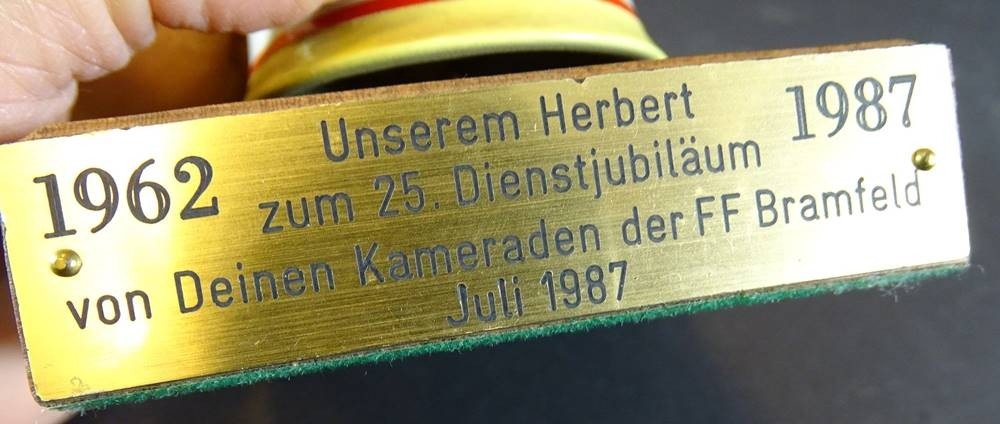 1962 Unserem Herbert 1987
zum 25. Dienstjubiläum
von Deinen Kameraden der FF Bramfeld
Juli 1987